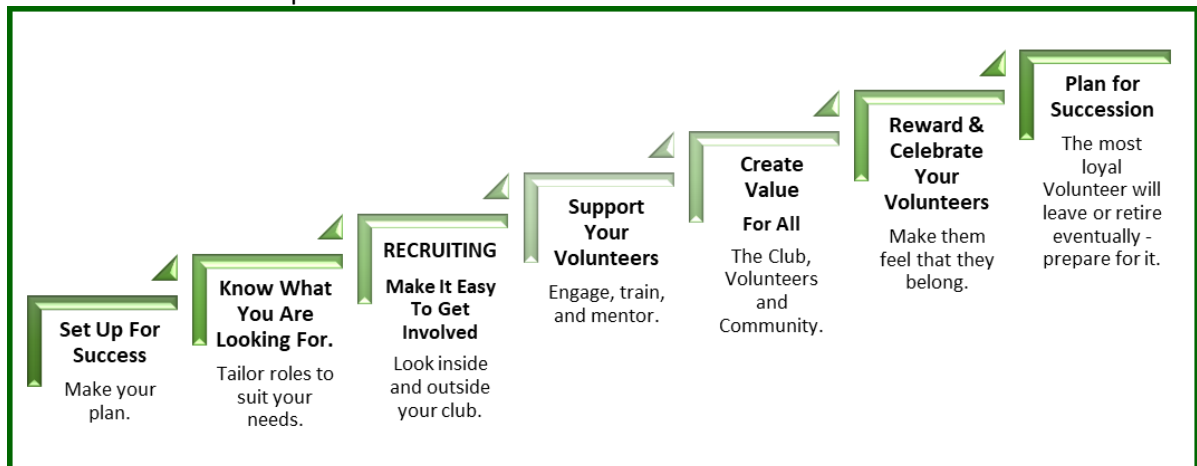 Set Up For
Success
Make your
plan.
Know What
You Are
Looking For.
Tailor roles to
suit your
needs.
RECRUITING
Make It Easy
To Get
Involved
Look inside
and outside
your club.
Support
Your
Volunteers
Engage, train,
and mentor.
Create
Value
For All
The Club,
Volunteers
and
Community.
Reward &
Celebrate
Your
Volunteers
Make them
feel that they
belong.
Plan for
Succession
The most
loyal
Volunteer will
leave or retire
eventually -
prepare for it.